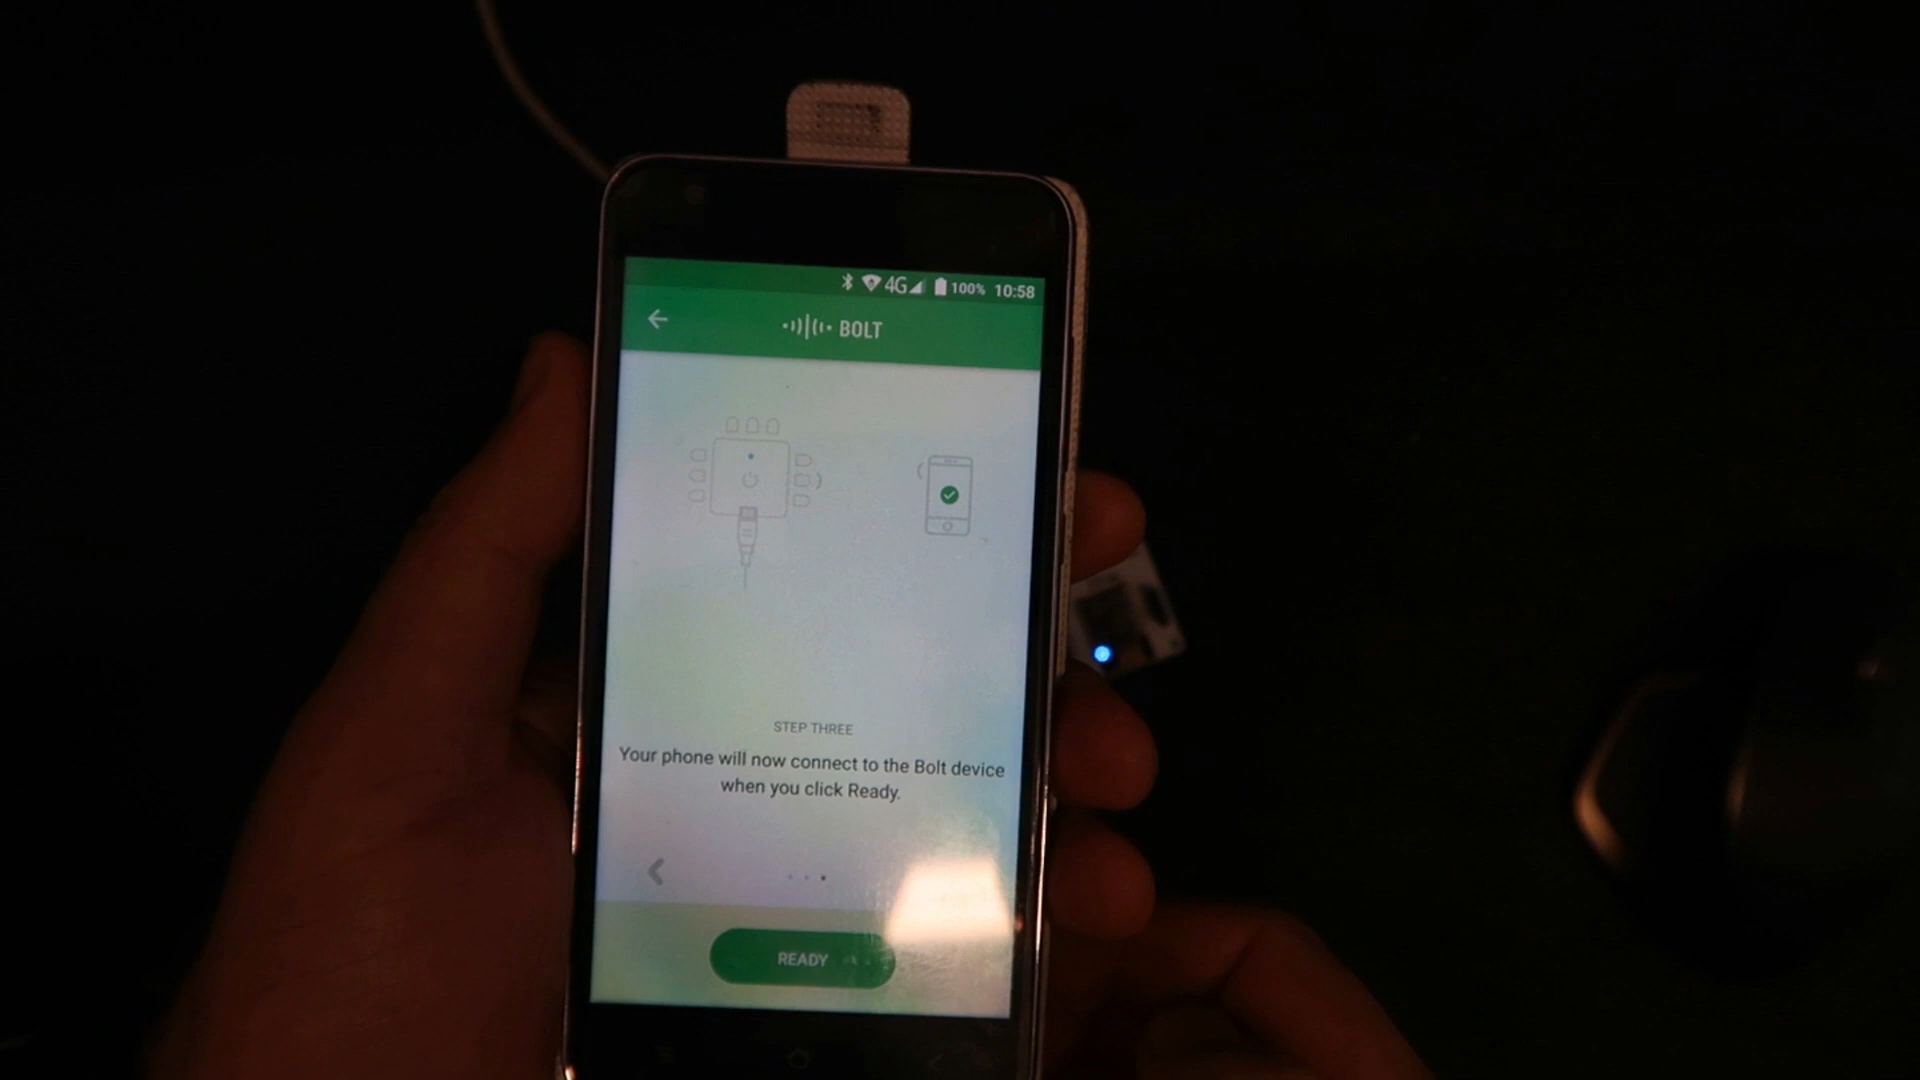 4G 100% 10:58
BOLT
STEP THREE
Your phone will now connect to the Bolt device
when you click Ready.
READY